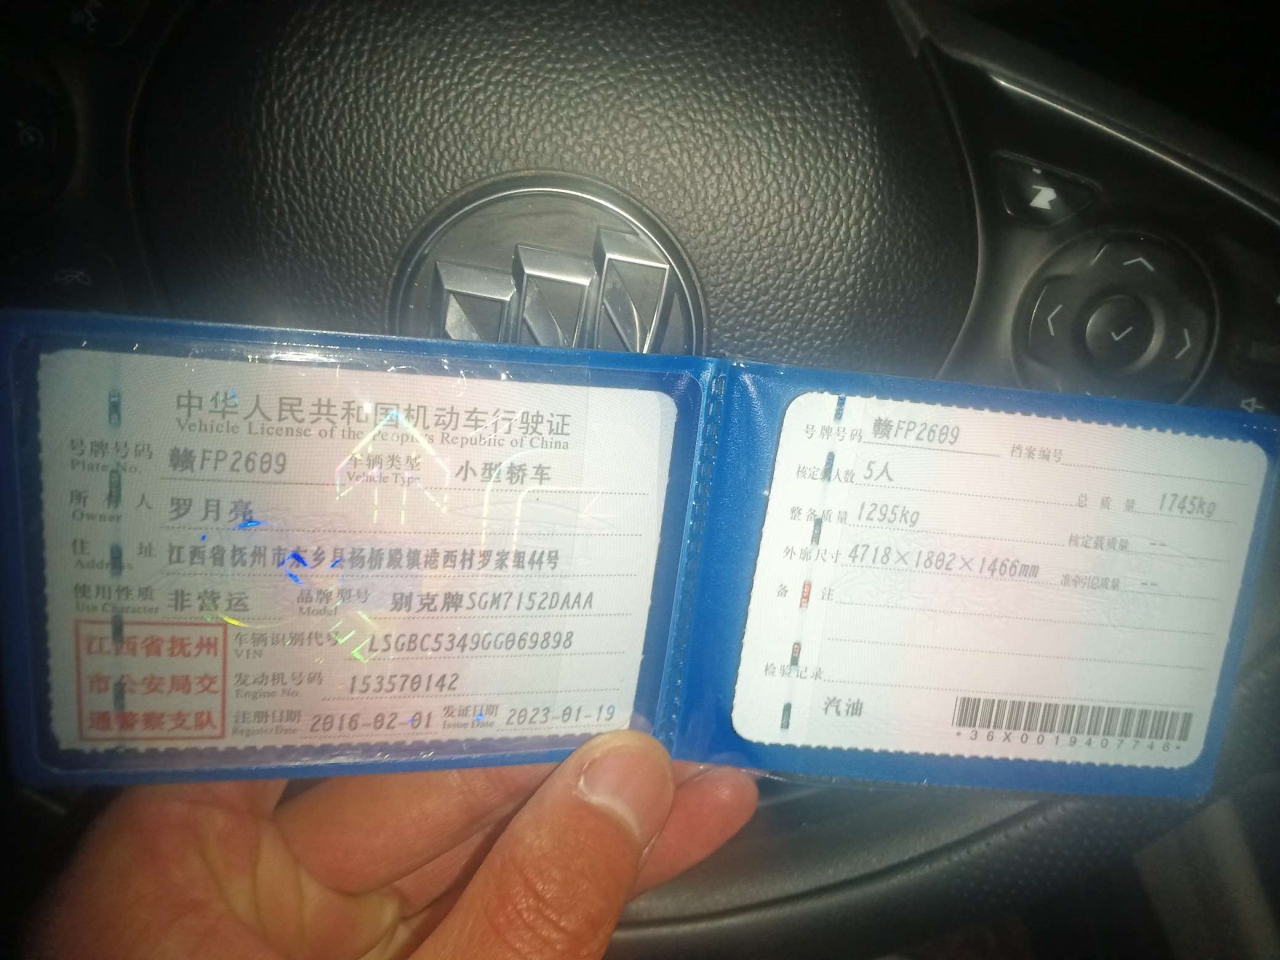 中华人民共和国机动车行驶证
Vehicle License of the People's Republic of China
号牌号码 赣FP2609 车辆类型 小型轿车
Plate No. Vehicle Type
所有人 罗月亮
Owner
住址 江西省抚州市东乡县杨桥殿镇港西村罗家组44号
Address
使用性质 非营运 品牌型号 别克牌SGM7152DAAA
Use Character Model
江西省抚州
市公安局交
通警察支队
车辆识别代号 LSGBC5349GG069898
VIN
发动机号码 153570142
Engine No.
注册日期 2016-02-01 发证日期 2023-01-19
Register Date Issue Date
号牌号码 赣FP2609 档案编号
核定载人数 5人 总质量 1745kg
整备质量 1295kg 核定载质量 --
外廓尺寸 4718×1802×1466mm 准牵引总质量 --
备注
检验记录
汽油
*36X0019407746*